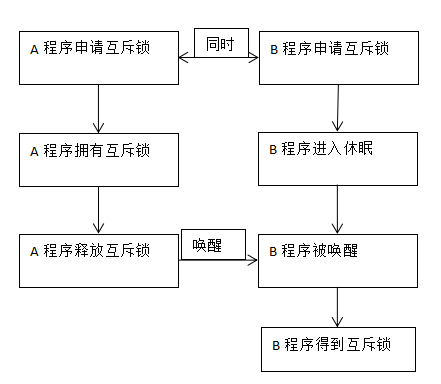 同时
A 程序申请互斥锁
B 程序申请互斥锁
A 程序拥有互斥锁
B 程序进入休眠
唤醒
A 程序释放互斥锁
B 程序被唤醒
B 程序得到互斥锁